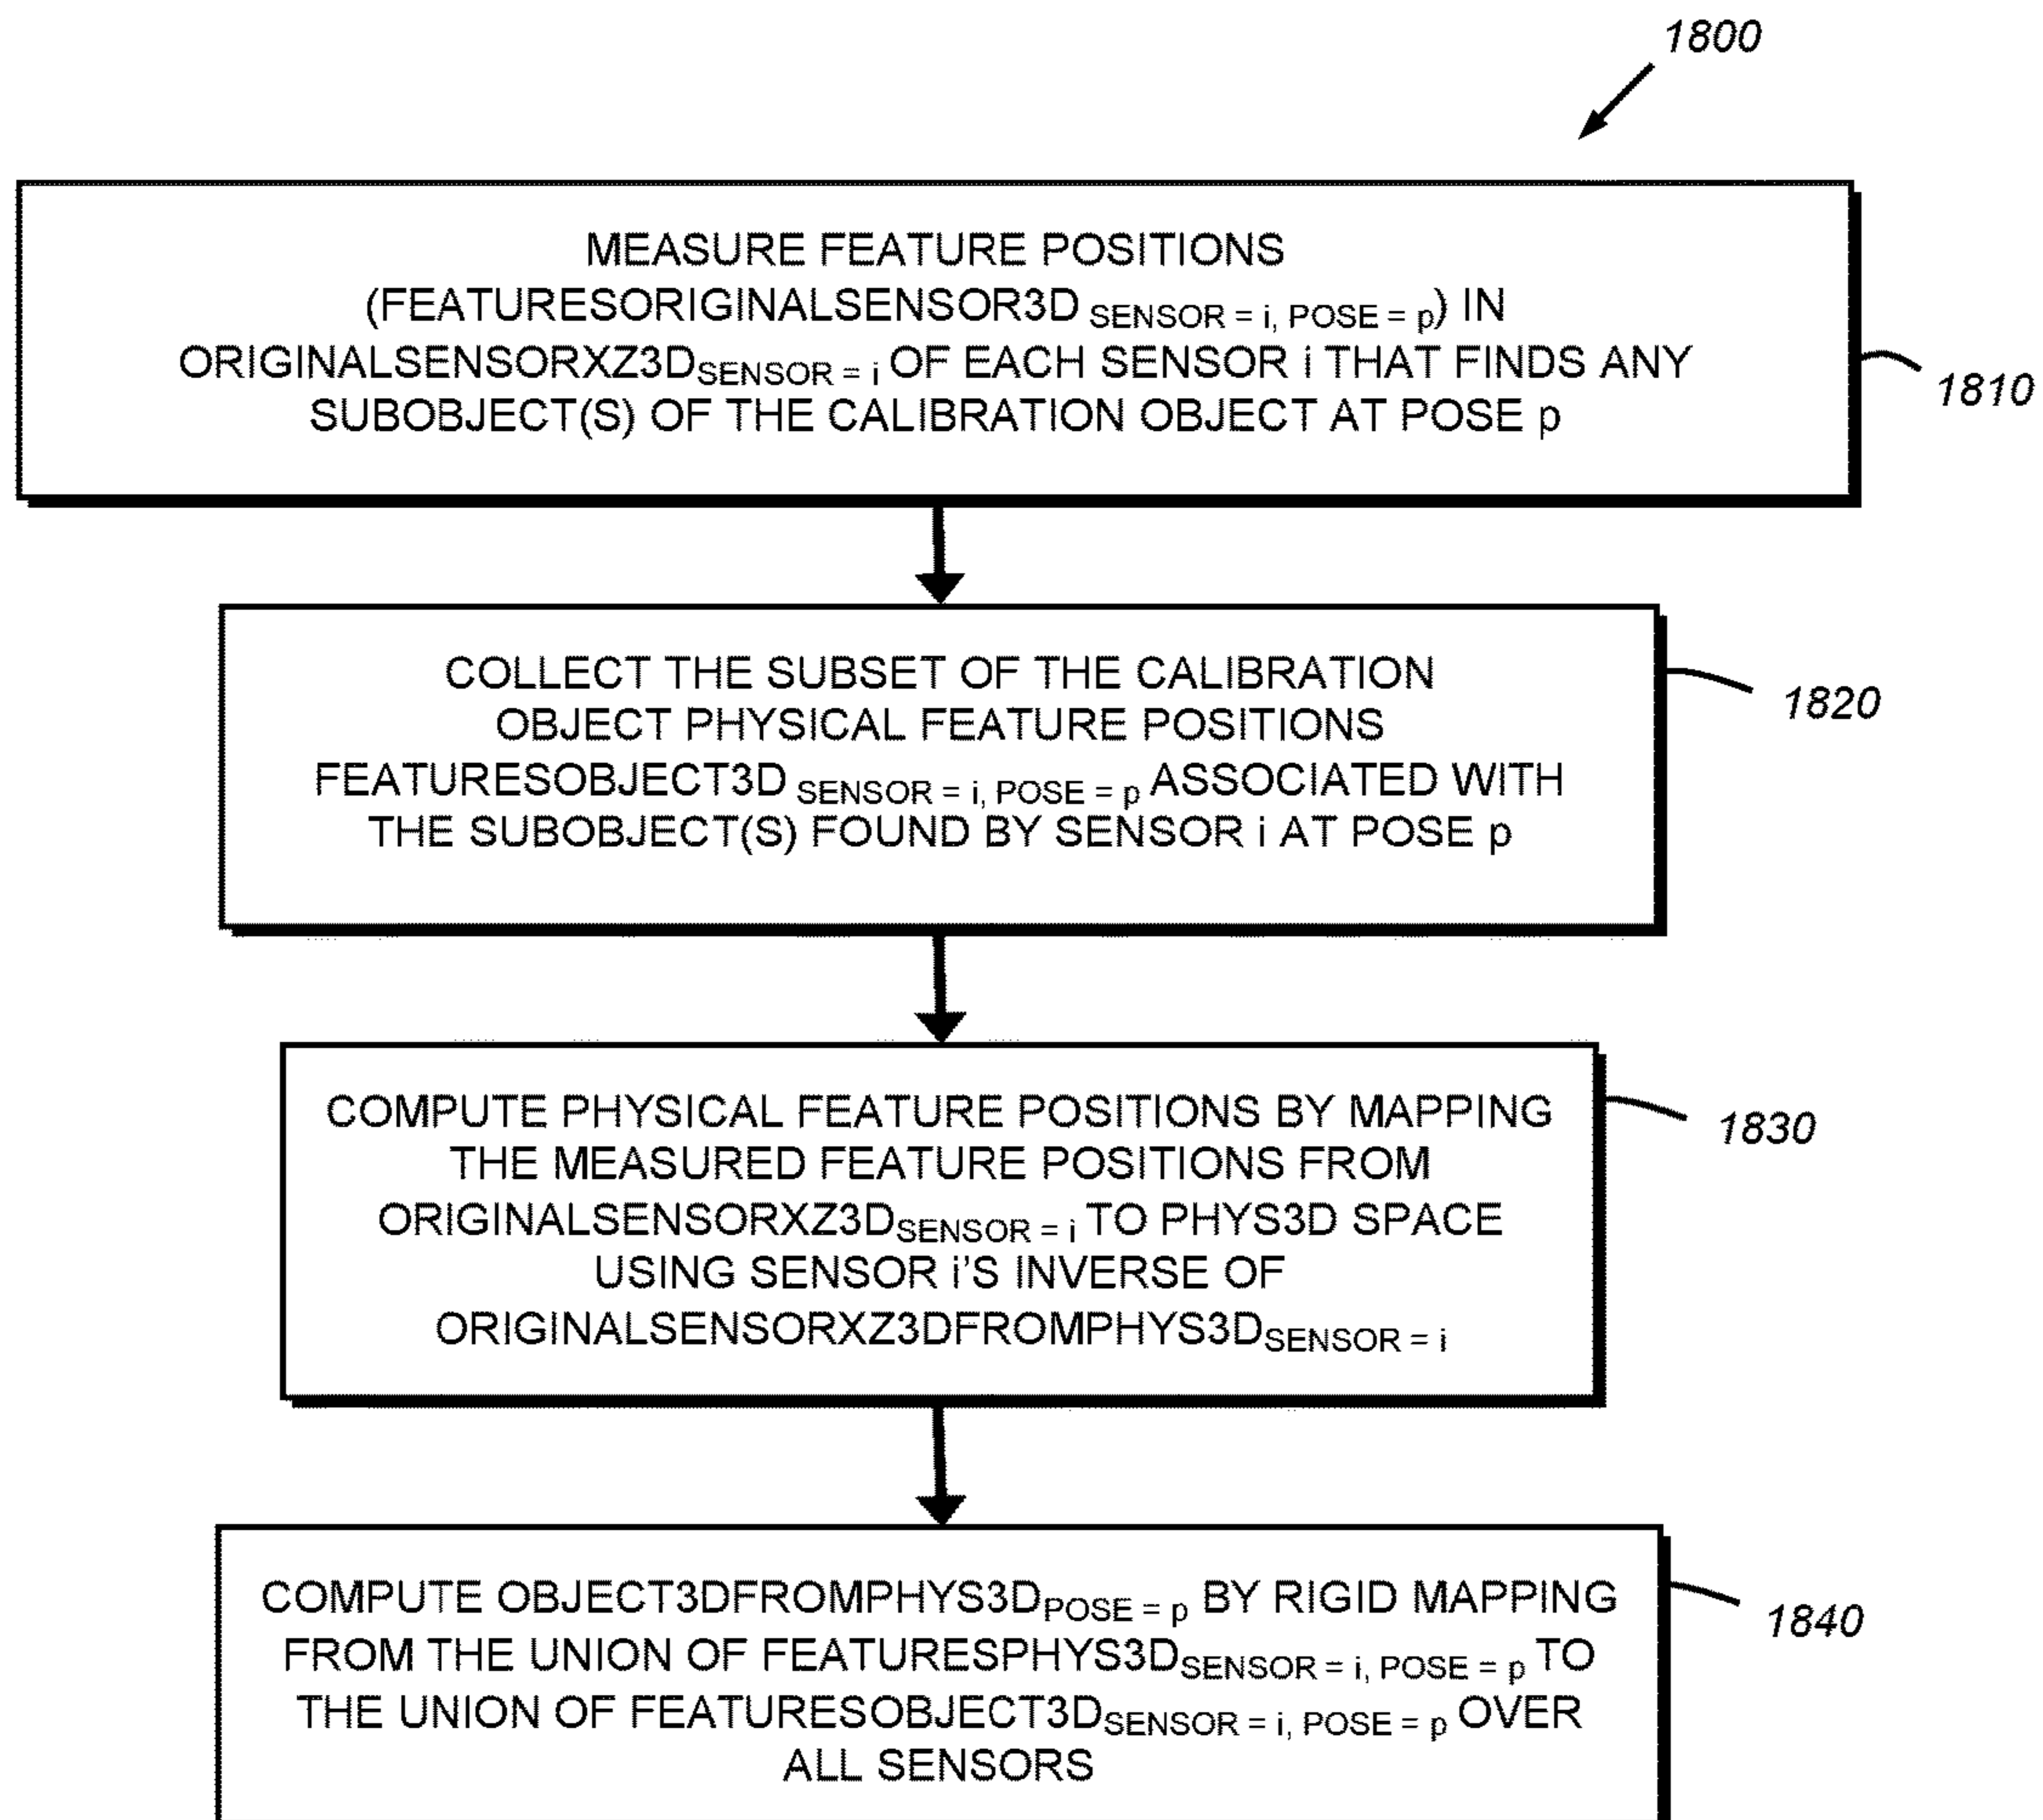 1800
MEASURE FEATURE POSITIONS
(FEATURESORIGINALSENSOR3D SENSOR = i, POSE = p) IN
ORIGINALSENSORXZ3DSENSOR = i OF EACH SENSOR i THAT FINDS ANY
SUBOBJECT(S) OF THE CALIBRATION OBJECT AT POSE p
1810
COLLECT THE SUBSET OF THE CALIBRATION
OBJECT PHYSICAL FEATURE POSITIONS
FEATURESOBJECT3D SENSOR = i, POSE = p ASSOCIATED WITH
THE SUBOBJECT(S) FOUND BY SENSOR i AT POSE p
1820
COMPUTE PHYSICAL FEATURE POSITIONS BY MAPPING
THE MEASURED FEATURE POSITIONS FROM
ORIGINALSENSORXZ3DSENSOR = i TO PHYS3D SPACE
USING SENSOR i'S INVERSE OF
ORIGINALSENSORXZ3DFROMPHYS3DSENSOR = i
1830
COMPUTE OBJECT3DFROMPHYS3DPOSE = p BY RIGID MAPPING
FROM THE UNION OF FEATURESPHYS3DSENSOR = i, POSE = p TO
THE UNION OF FEATURESOBJECT3DSENSOR = i, POSE = p OVER
ALL SENSORS
1840